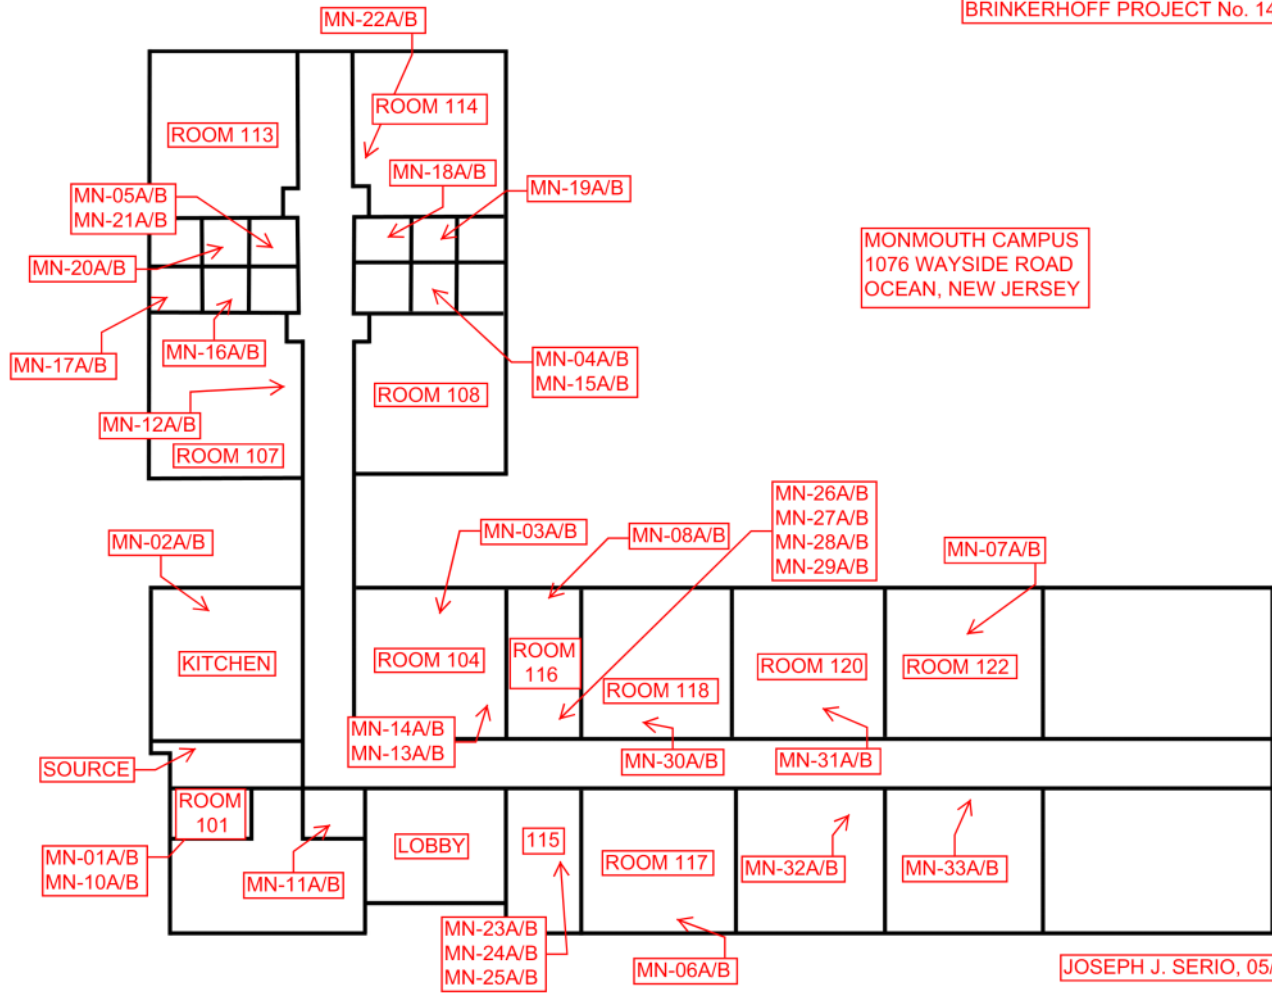 BRINKERHOFF PROJECT No. 14
MN-22A/B
ROOM 114
ROOM 113
MN-18A/B
MN-19A/B
MN-05A/B
MN-21A/B
MN-20A/B
MONMOUTH CAMPUS
1076 WAYSIDE ROAD
OCEAN, NEW JERSEY
MN-17A/B
MN-16A/B
MN-04A/B
MN-15A/B
ROOM 108
MN-12A/B
ROOM 107
MN-26A/B
MN-27A/B
MN-28A/B
MN-29A/B
MN-02A/B
MN-03A/B
MN-08A/B
MN-07A/B
KITCHEN
ROOM 104
ROOM
116
ROOM 118
ROOM 120
ROOM 122
MN-14A/B
MN-13A/B
MN-30A/B
MN-31A/B
SOURCE
ROOM
101
MN-01A/B
MN-10A/B
MN-11A/B
LOBBY
115
ROOM 117
MN-32A/B
MN-33A/B
MN-23A/B
MN-24A/B
MN-25A/B
MN-06A/B
JOSEPH J. SERIO, 05/